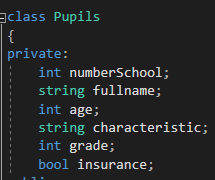 class Pupils
{
private:
int numberSchool;
string fullname;
int age;
string characteristic;
int grade;
bool insurance;